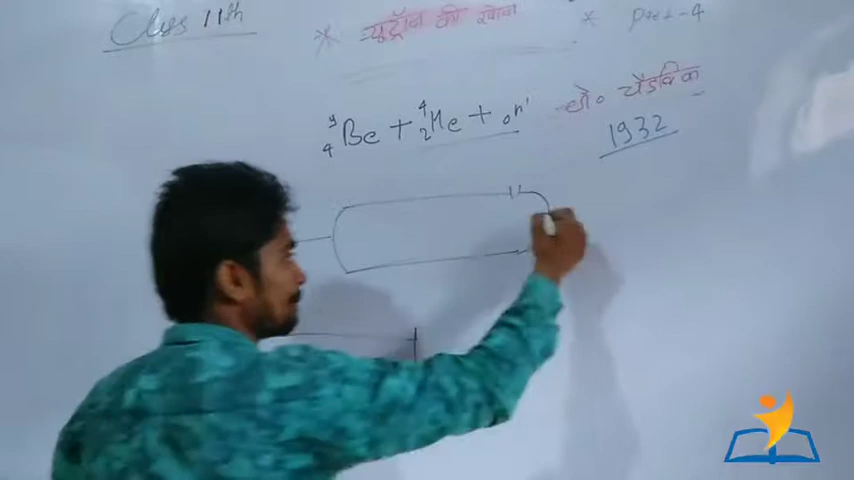 Class 11th
* न्यूट्रॉन की खोज * Part-4
⁹₄Be + ⁴₂He + ₀n¹ -वै० चैडविक
1932